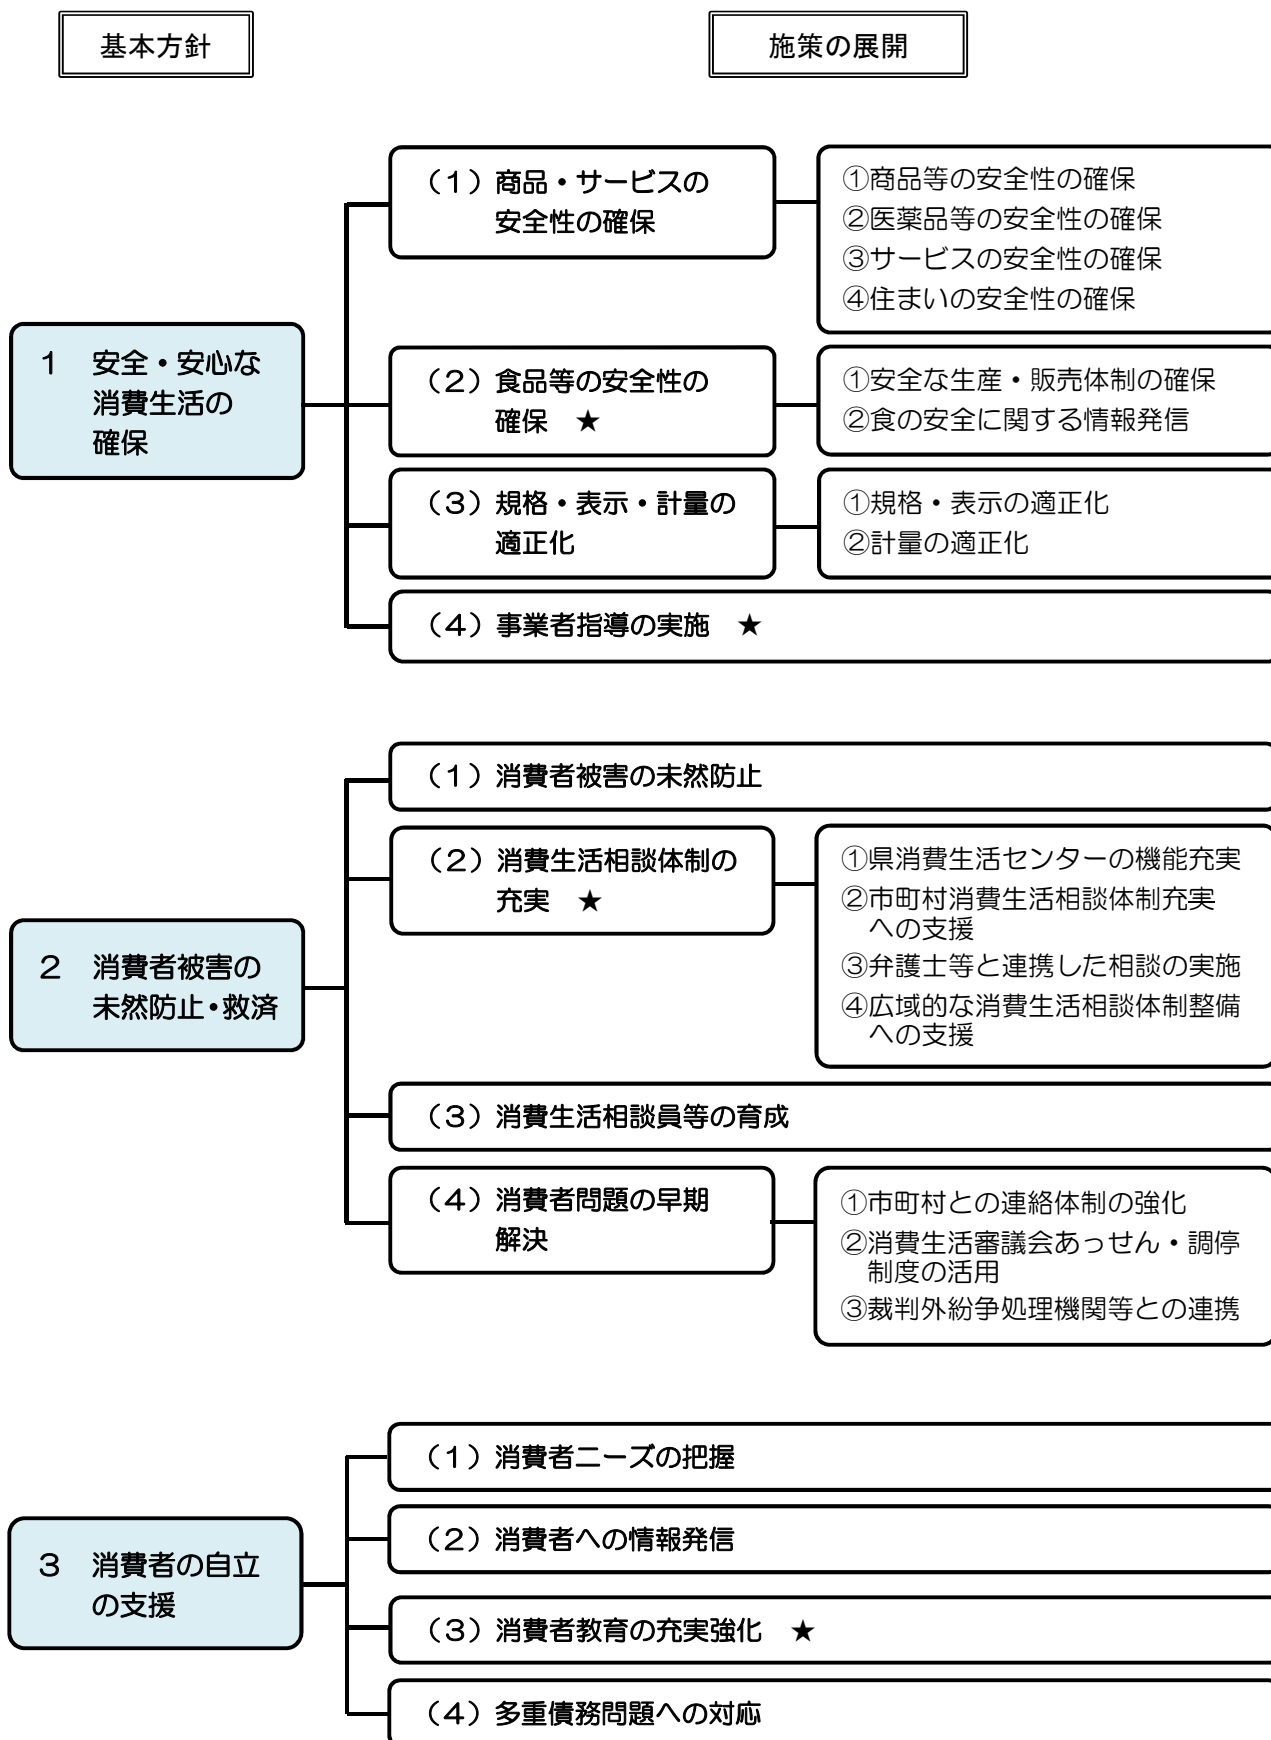 基本方針
施策の展開
1　安全・安心な
消費生活の
確保
（1）商品・サービスの
安全性の確保
①商品等の安全性の確保
②医薬品等の安全性の確保
③サービスの安全性の確保
④住まいの安全性の確保
（2）食品等の安全性の
確保　★
①安全な生産・販売体制の確保
②食の安全に関する情報発信
（3）規格・表示・計量の
適正化
①規格・表示の適正化
②計量の適正化
（4）事業者指導の実施　★
2　消費者被害の
未然防止・救済
（1）消費者被害の未然防止
（2）消費生活相談体制の
充実　★
①県消費生活センターの機能充実
②市町村消費生活相談体制充実
への支援
③弁護士等と連携した相談の実施
④広域的な消費生活相談体制整備
への支援
（3）消費生活相談員等の育成
（4）消費者問題の早期
解決
①市町村との連絡体制の強化
②消費生活審議会あっせん・調停
制度の活用
③裁判外紛争処理機関等との連携
3　消費者の自立
の支援
（1）消費者ニーズの把握
（2）消費者への情報発信
（3）消費者教育の充実強化　★
（4）多重債務問題への対応